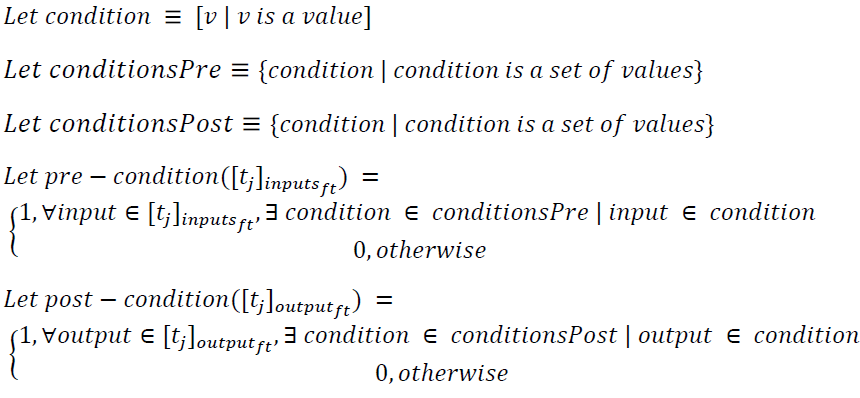 Let condition ≡ [v | v is a value]
Let conditionsPre ≡ {condition | condition is a set of values}
Let conditionsPost ≡ {condition | condition is a set of values}
Let pre − condition([t_j]_{inputs_{ft}}) =
{1, ∀input ∈ [t_j]_{inputs_{ft}}, ∃ condition ∈ conditionsPre | input ∈ condition
0, otherwise
Let post − condition([t_j]_{output_{ft}}) =
{1, ∀output ∈ [t_j]_{output_{ft}}, ∃ condition ∈ conditionsPost | output ∈ condition
0, otherwise